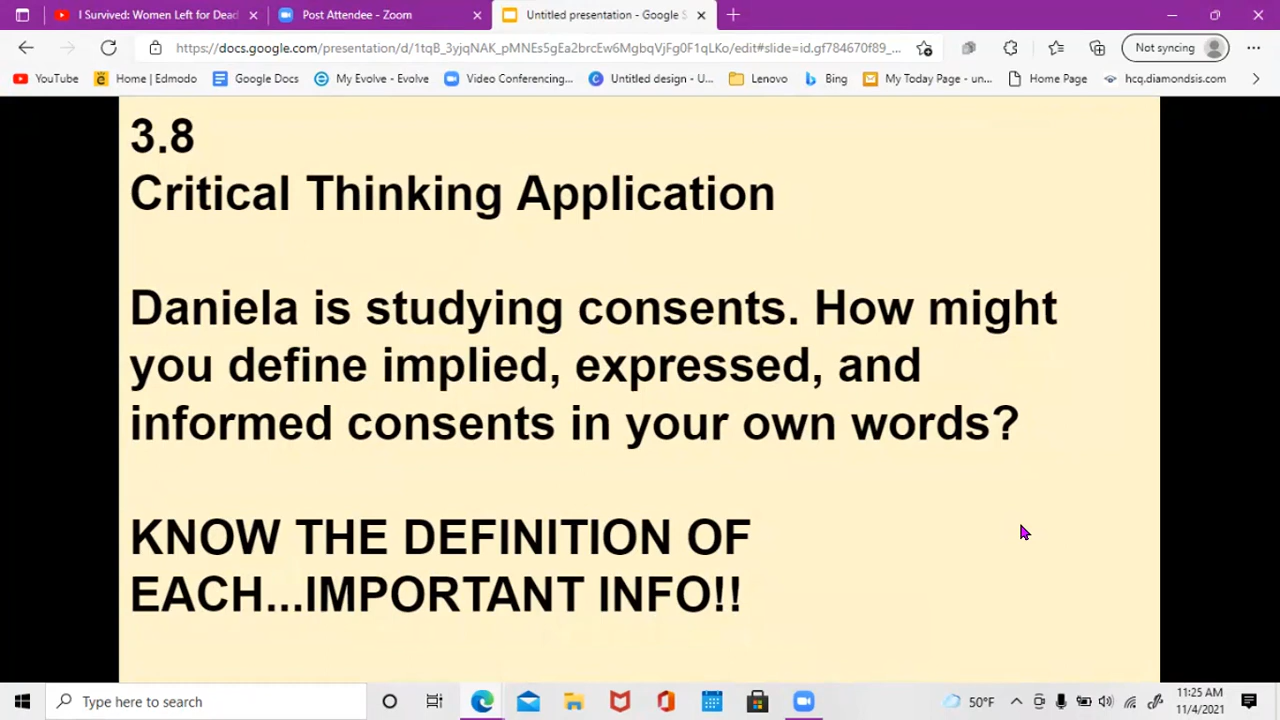 I Survived: Women Left for Dead
Post Attendee - Zoom
Untitled presentation - Google S
https://docs.google.com/presentation/d/1tqB_3yjqNAK_pMNEs5gEa2brcEw6MgbqVjFg0F1qLKo/edit#slide=id.gf784670f89_...
Not syncing
YouTube
Home | Edmodo
Google Docs
My Evolve - Evolve
Video Conferencing...
Untitled design - U...
Lenovo
Bing
My Today Page - un...
Home Page
hcq.diamondsis.com
3.8
Critical Thinking Application
Daniela is studying consents. How might
you define implied, expressed, and
informed consents in your own words?
KNOW THE DEFINITION OF
EACH...IMPORTANT INFO!!
Type here to search
50°F
11:25 AM
11/4/2021